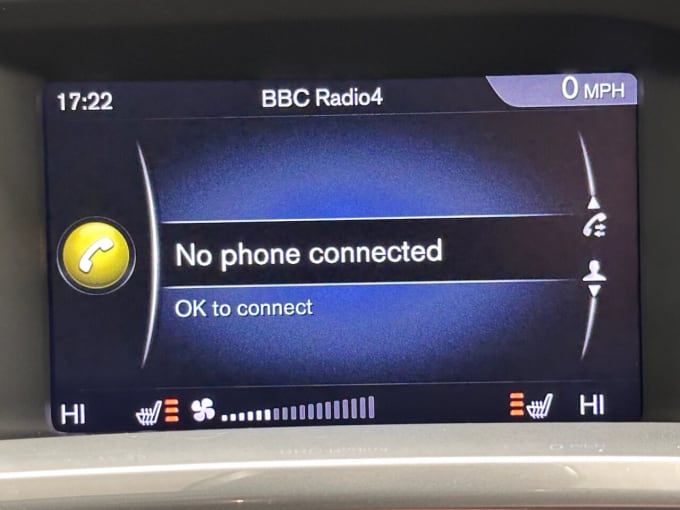 17:22 BBC Radio4 0 MPH
No phone connected
OK to connect
HI HI